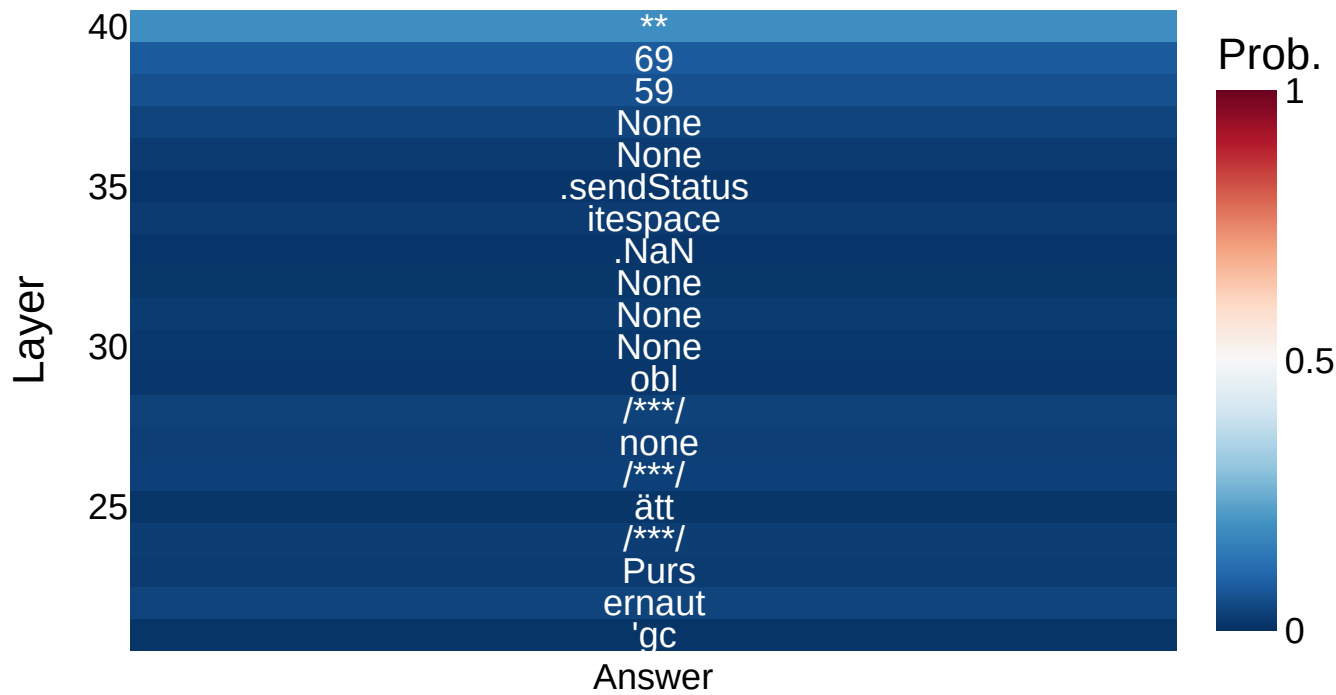 40
**
Prob.
69
1
59
None
None
35
.sendStatus
itespace
.NaN
None
None
Layer
30
None
0.5
obl
/***/
none
/***/
25
ätt
/***/
Purs
ernaut
0
'gc
Answer